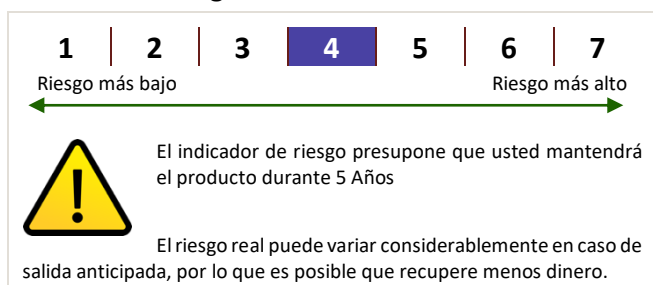 1 2 3 4 5 6 7
Riesgo más bajo Riesgo más alto
El indicador de riesgo presupone que usted mantendrá
el producto durante 5 Años
El riesgo real puede variar considerablemente en caso de
salida anticipada, por lo que es posible que recupere menos dinero.